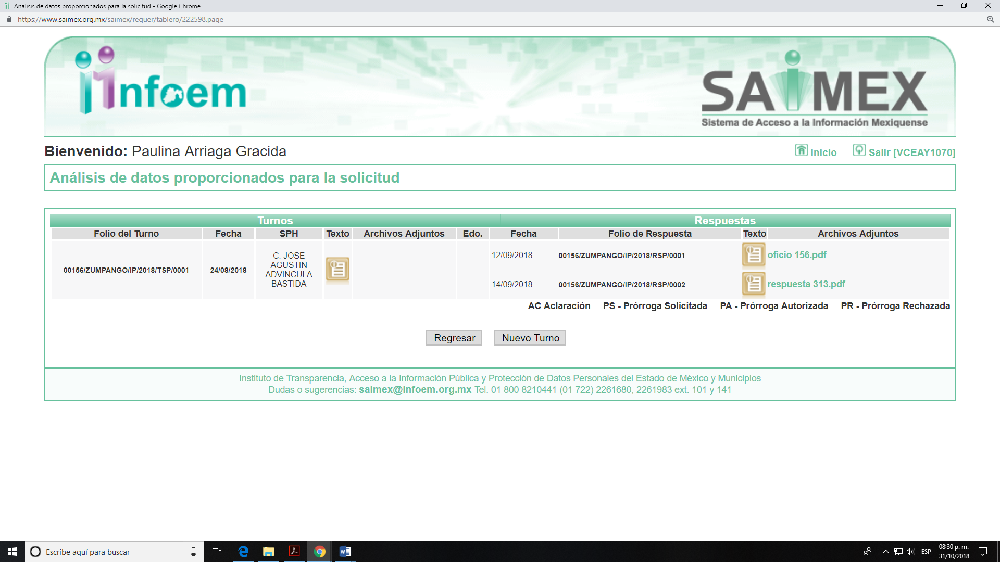 Análisis de datos proporcionados para la solicitud - Google Chrome
https://www.saimex.org.mx/saimex/requer/tablero/222598.page
infoem
SAIMEX
Sistema de Acceso a la Información Mexiquense
Bienvenido: Paulina Arriaga Gracida
Inicio Salir [VCEAY1070]
Análisis de datos proporcionados para la solicitud
Turnos Respuestas
Folio del Turno Fecha SPH Texto Archivos Adjuntos Edo. Fecha Folio de Respuesta Texto Archivos Adjuntos
00156/ZUMPANGO/IP/2018/TSP/0001 24/08/2018
C. JOSE
AGUSTIN
ADVINCULA
BASTIDA
12/09/2018 00156/ZUMPANGO/IP/2018/RSP/0001 oficio 156.pdf
14/09/2018 00156/ZUMPANGO/IP/2018/RSP/0002 respuesta 313.pdf
AC Aclaración PS - Prórroga Solicitada PA - Prórroga Autorizada PR - Prórroga Rechazada
Regresar Nuevo Turno
Instituto de Transparencia, Acceso a la Información Pública y Protección de Datos Personales del Estado de México y Municipios
Dudas o sugerencias: saimex@infoem.org.mx Tel. 01 800 8210441 (01 722) 2261680, 2261983 ext. 101 y 141
Escribe aquí para buscar
ESP
08:30 p. m.
31/10/2018